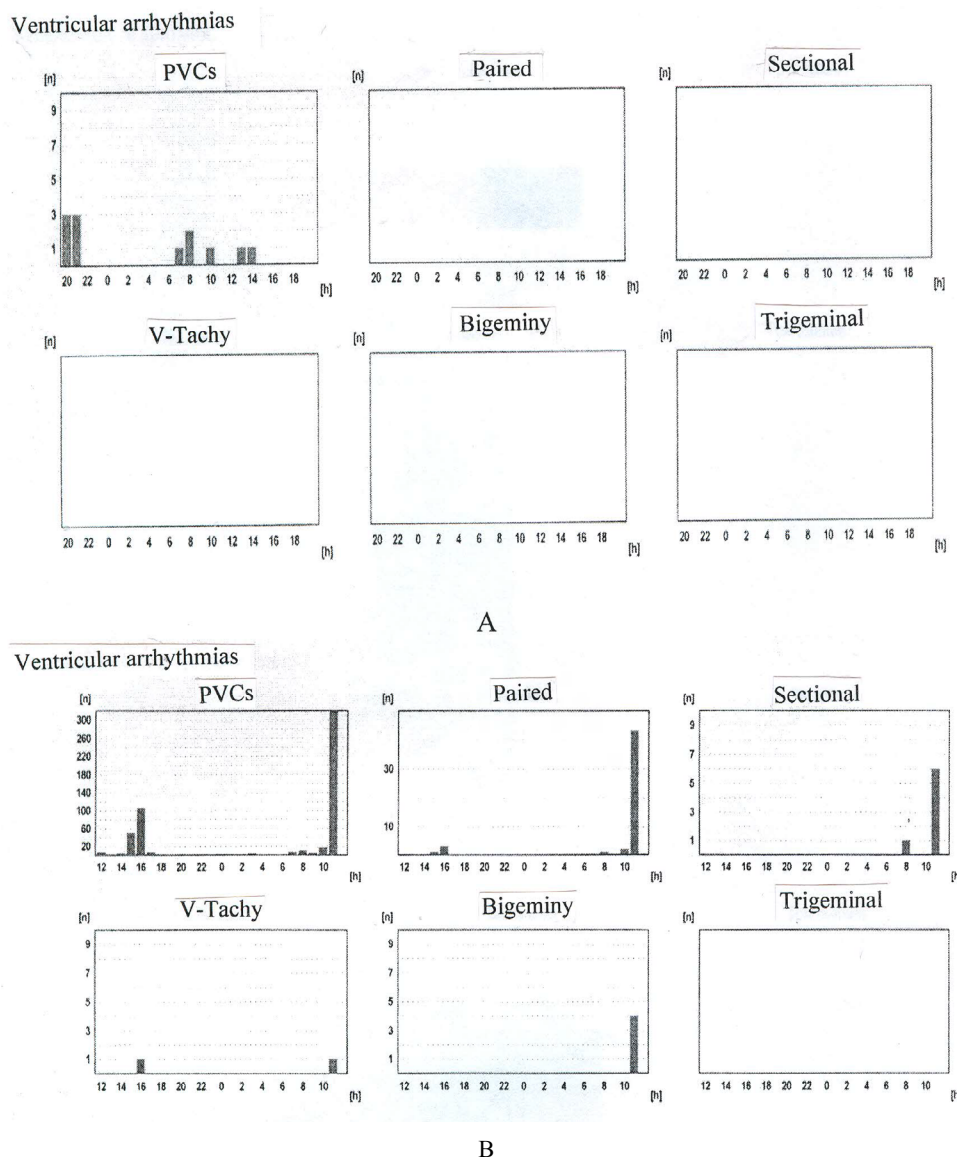 Ventricular arrhythmias
PVCs
[n]
9
7
5
3
1
20 22 0 2 4 6 8 10 12 14 16 18
[h]
Paired
[n]
20 22 0 2 4 6 8 10 12 14 16 18
[h]
Sectional
[n]
20 22 0 2 4 6 8 10 12 14 16 18
[h]
V-Tachy
[n]
20 22 0 2 4 6 8 10 12 14 16 18
[h]
Bigeminy
[n]
20 22 0 2 4 6 8 10 12 14 16 18
[h]
Trigeminal
[n]
20 22 0 2 4 6 8 10 12 14 16 18
[h]
A
Ventricular arrhythmias
PVCs
[n]
300
260
220
180
140
100
60
20
12 14 16 18 20 22 0 2 4 6 8 10
[h]
Paired
[n]
30
10
12 14 16 18 20 22 0 2 4 6 8 10
[h]
Sectional
[n]
9
7
5
3
1
12 14 16 18 20 22 0 2 4 6 8 10
[h]
V-Tachy
[n]
9
7
5
3
1
12 14 16 18 20 22 0 2 4 6 8 10
[h]
Bigeminy
[n]
9
7
5
3
1
12 14 16 18 20 22 0 2 4 6 8 10
[h]
Trigeminal
[n]
12 14 16 18 20 22 0 2 4 6 8 10
[h]
B